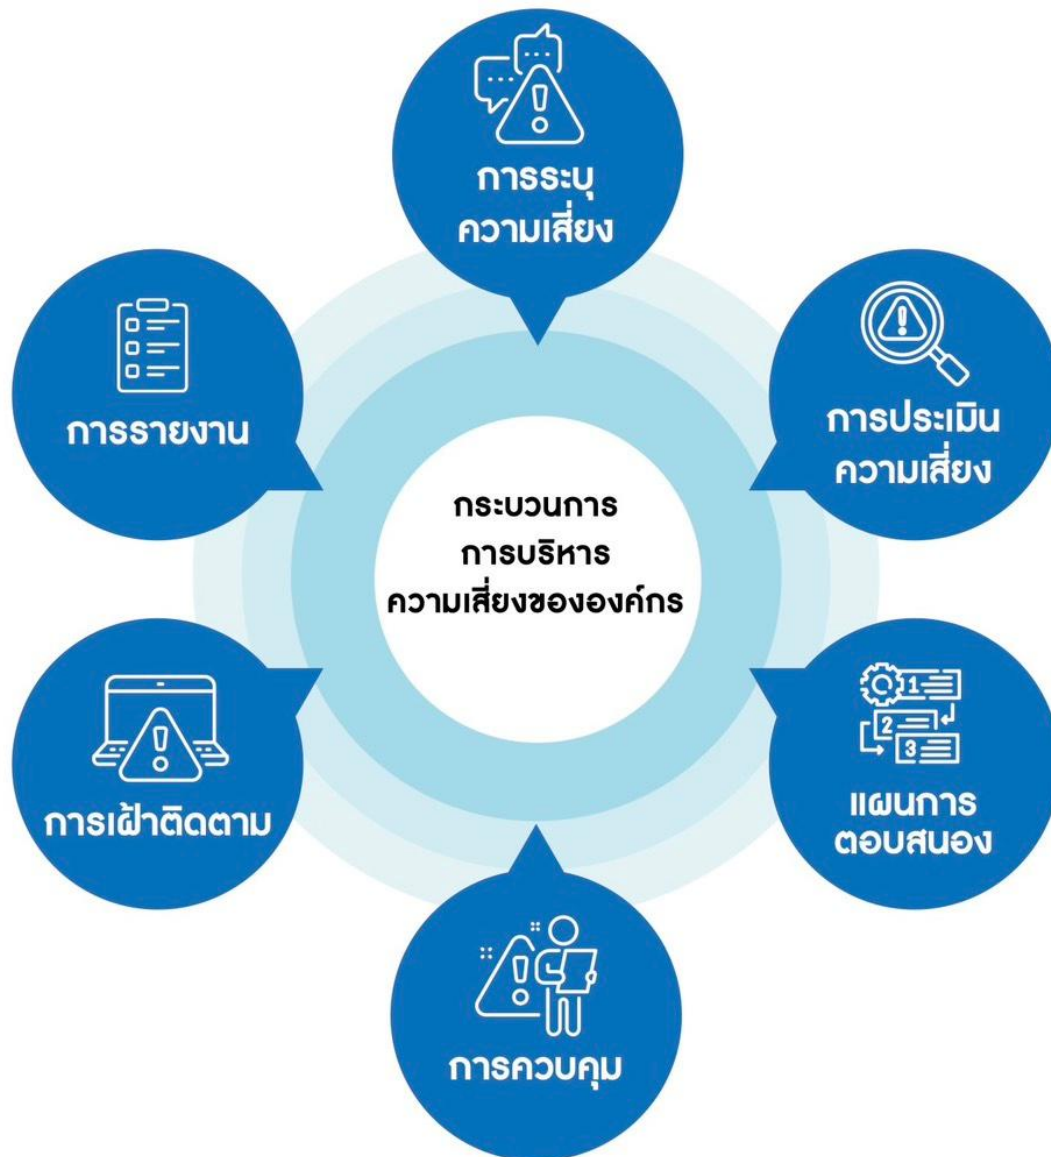 การระบุ
ความเสี่ยง
การประเมิน
ความเสี่ยง
1
2
3
แผนการ
ตอบสนอง
การควบคุม
การเฝ้าติดตาม
การรายงาน
กระบวนการ
การบริหาร
ความเสี่ยงขององค์กร